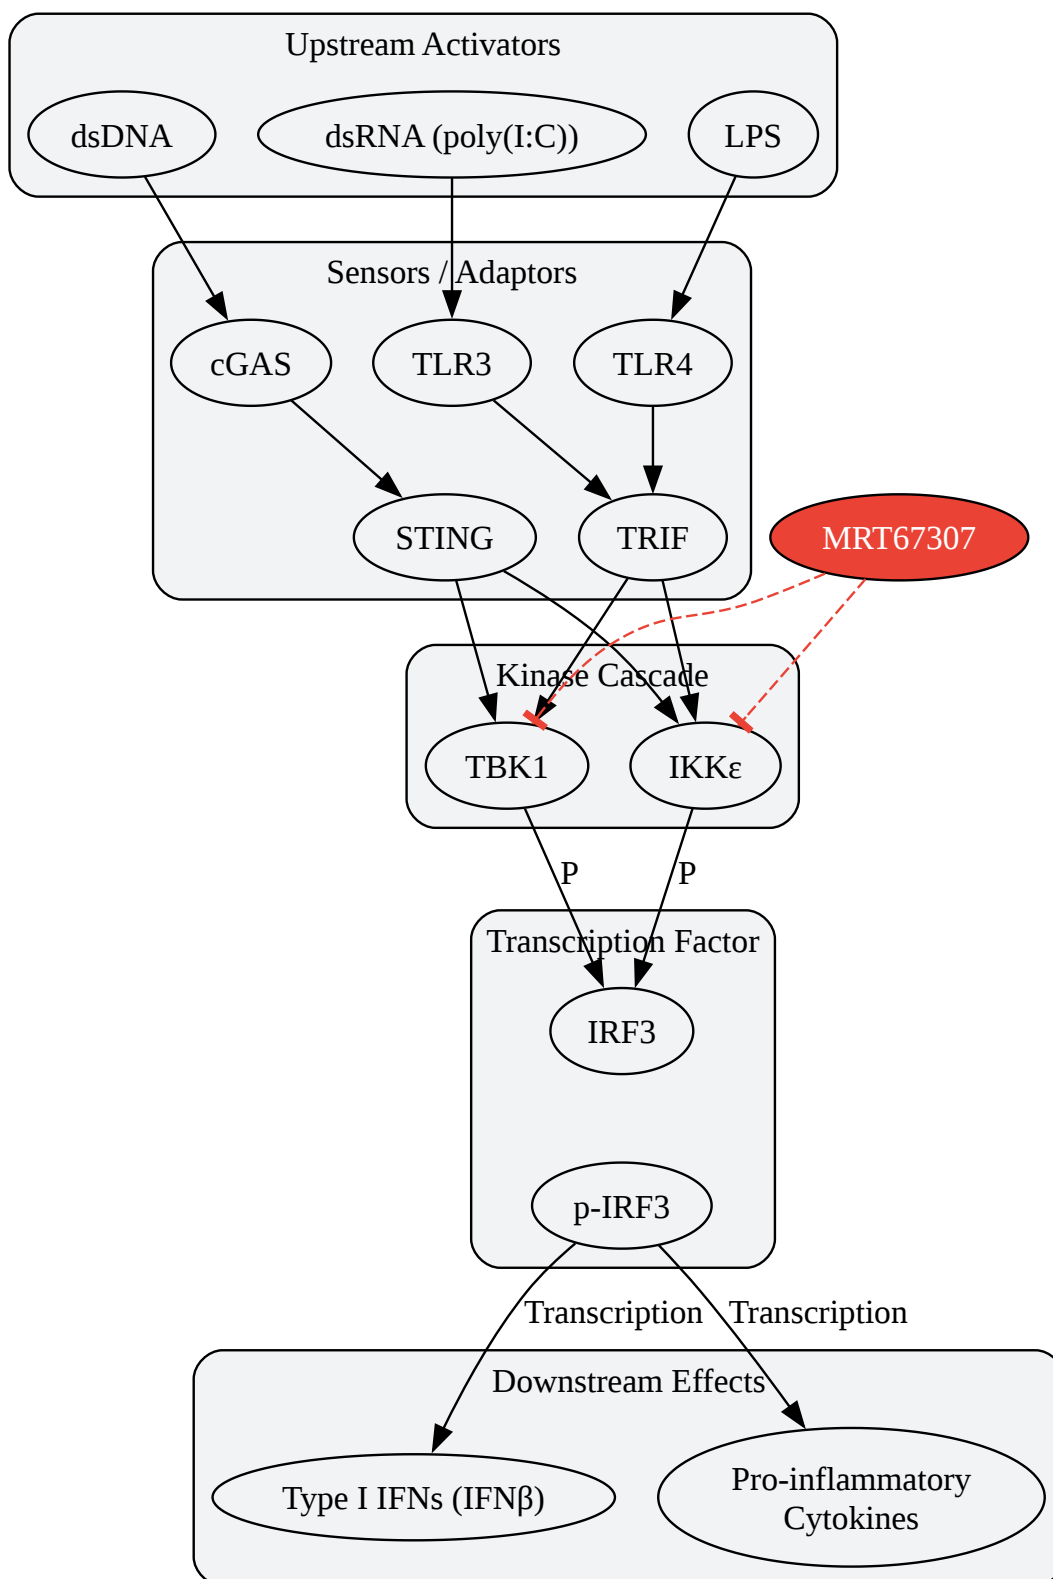 Upstream Activators
dsDNA
dsRNA (poly(I:C))
LPS
Sensors / Adaptors
cGAS
TLR3
TLR4
STING
TRIF
MRT67307
Kinase Cascade
TBK1
IKKε
P
P
Transcription Factor
IRF3
p-IRF3
Transcription
Transcription
Downstream Effects
Type I IFNs (IFNβ)
Pro-inflammatory
Cytokines